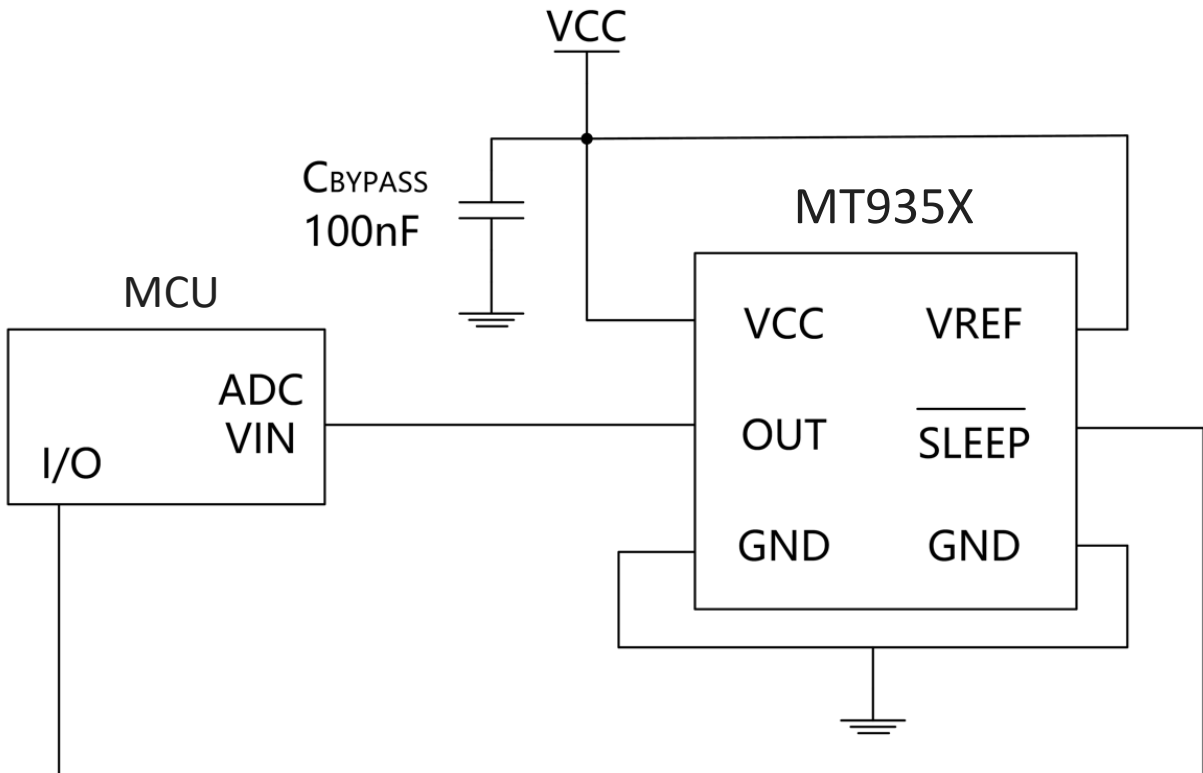 VCC
CBYPASS
100nF
MT935X
MCU
VCC
VREF
ADC
VIN
OUT
SLEEP
I/O
GND
GND